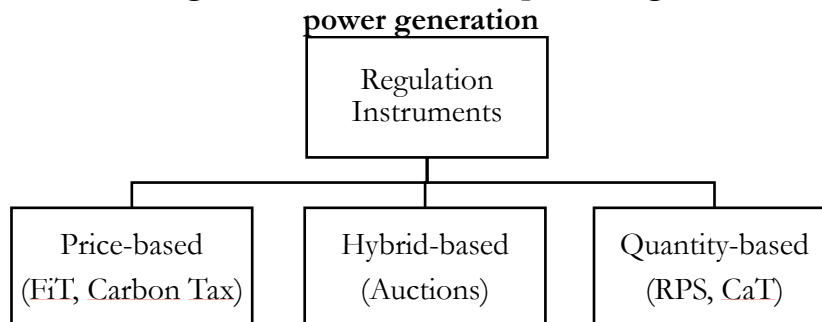 power generation
Regulation
Instruments
Price-based
(FiT, Carbon Tax)
Hybrid-based
(Auctions)
Quantity-based
(RPS, CaT)